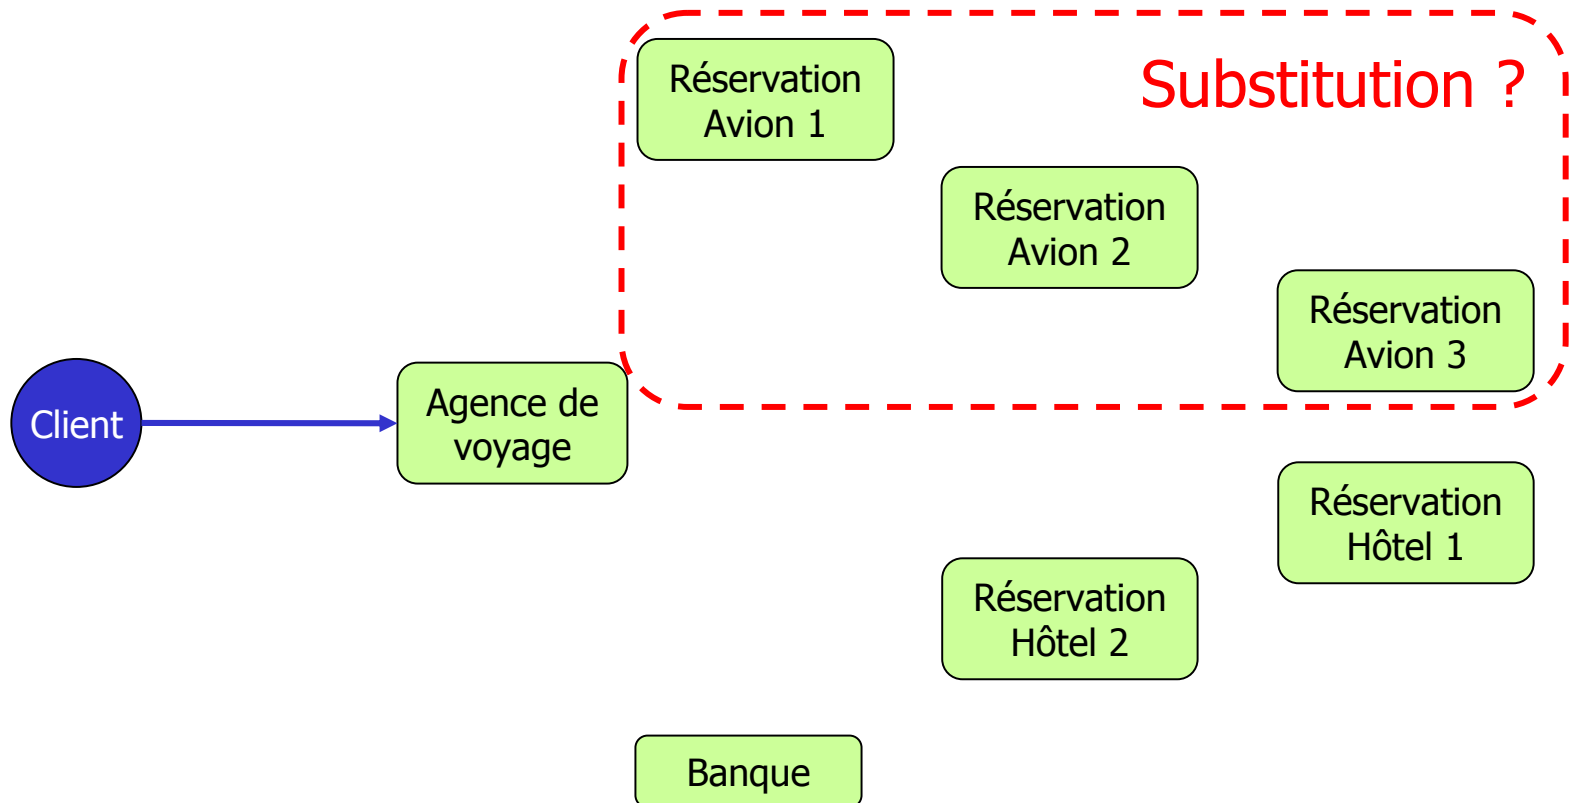 Réservation
Avion 1
Substitution ?
Réservation
Avion 2
Réservation
Avion 3
Client
Agence de
voyage
Réservation
Hôtel 1
Réservation
Hôtel 2
Banque